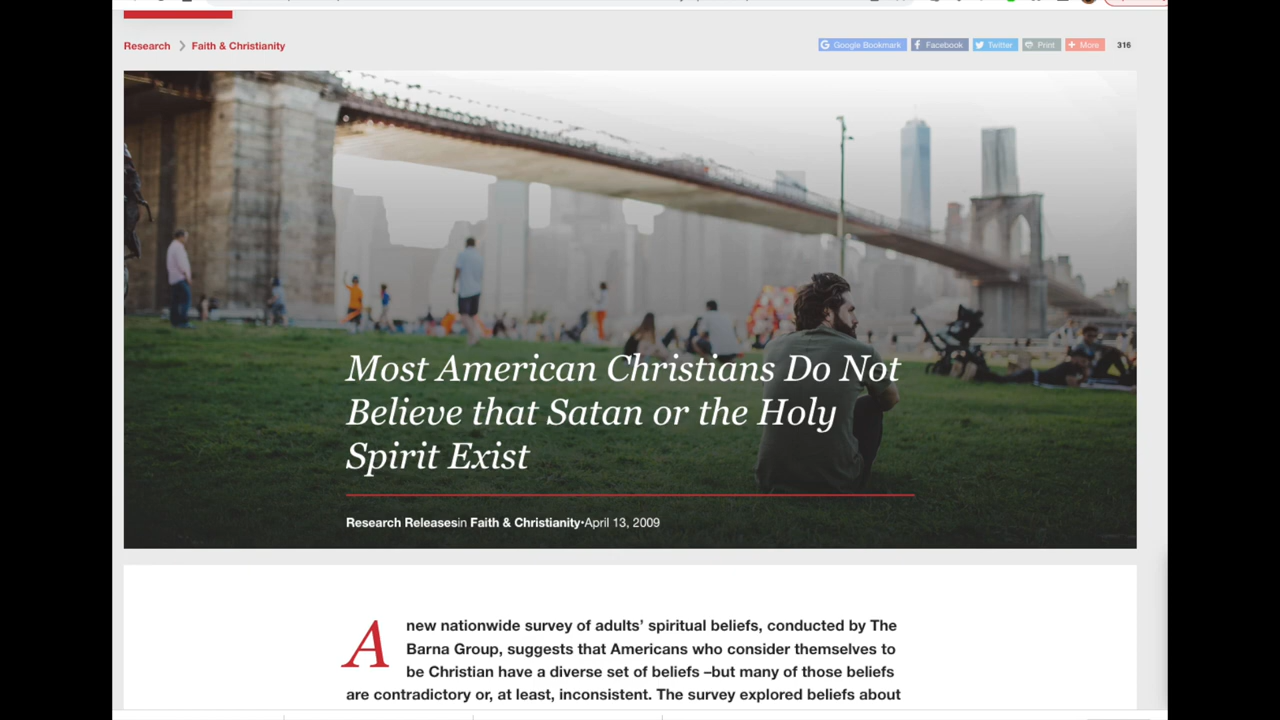 Research > Faith & Christianity
Google Bookmark Facebook Twitter Print More 316
Most American Christians Do Not
Believe that Satan or the Holy
Spirit Exist
Research Releasesin Faith & Christianity•April 13, 2009
A new nationwide survey of adults’ spiritual beliefs, conducted by The
Barna Group, suggests that Americans who consider themselves to
be Christian have a diverse set of beliefs –but many of those beliefs
are contradictory or, at least, inconsistent. The survey explored beliefs about